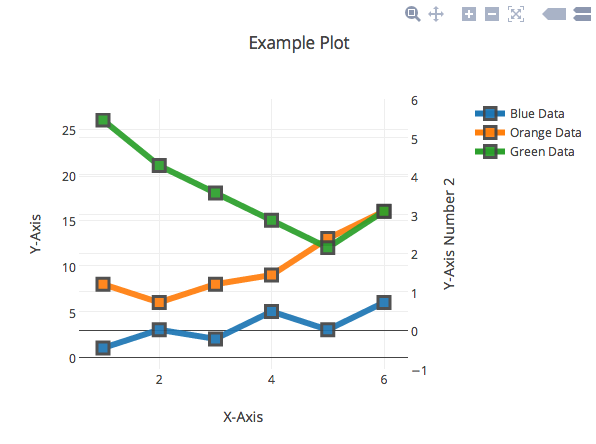 Example Plot
Blue Data
Orange Data
Green Data
Y-Axis
25
20
15
10
5
0
6
5
4
3
2
1
0
−1
Y-Axis Number 2
2
4
6
X-Axis